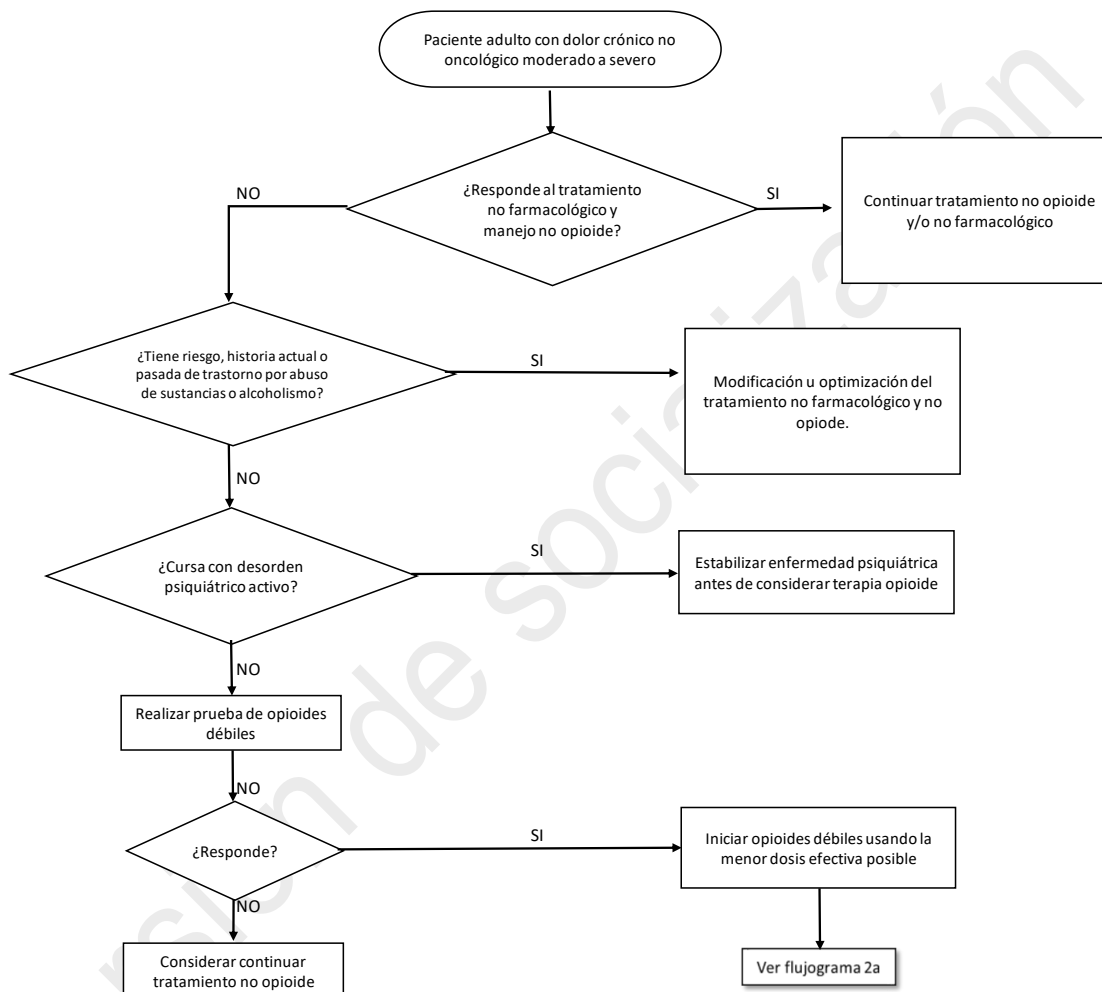 Paciente adulto con dolor crónico no
oncológico moderado a severo
¿Responde al tratamiento
no farmacológico y
manejo no opioide?
NO
SI
Continuar tratamiento no opioide
y/o no farmacológico
¿Tiene riesgo, historia actual o
pasada de trastorno por abuso
de sustancias o alcoholismo?
SI
Modificación u optimización del
tratamiento no farmacológico y no
opiode.
NO
¿Cursa con desorden
psiquiátrico activo?
SI
Estabilizar enfermedad psiquiátrica
antes de considerar terapia opioide
NO
Realizar prueba de opioides
débiles
NO
¿Responde?
SI
Iniciar opioides débiles usando la
menor dosis efectiva posible
NO
Considerar continuar
tratamiento no opioide
Ver flujograma 2a
rsión de socialización